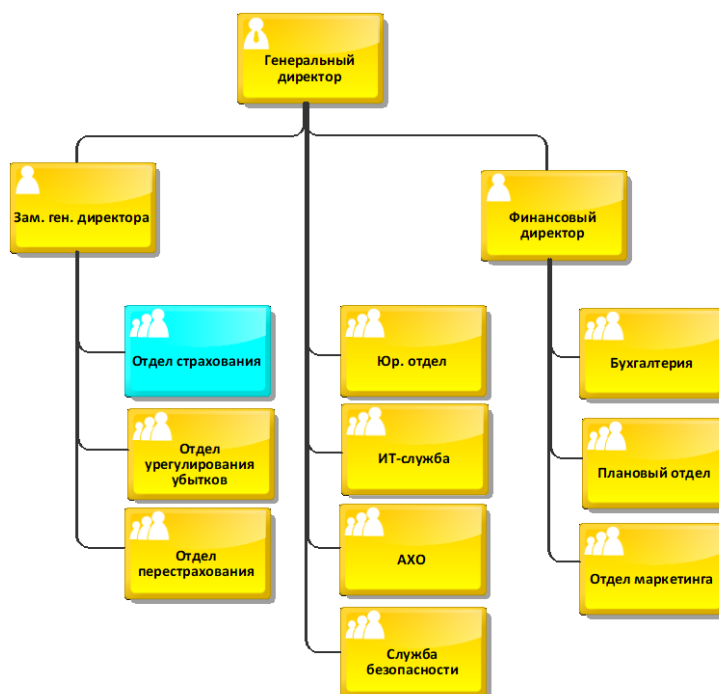 Генеральный
директор
Зам. ген. директора
Финансовый
директор
Отдел страхования
Юр. отдел
Бухгалтерия
Отдел
урегулирования
убытков
ИТ-служба
Плановый отдел
Отдел
перестрахования
АХО
Отдел маркетинга
Служба
безопасности